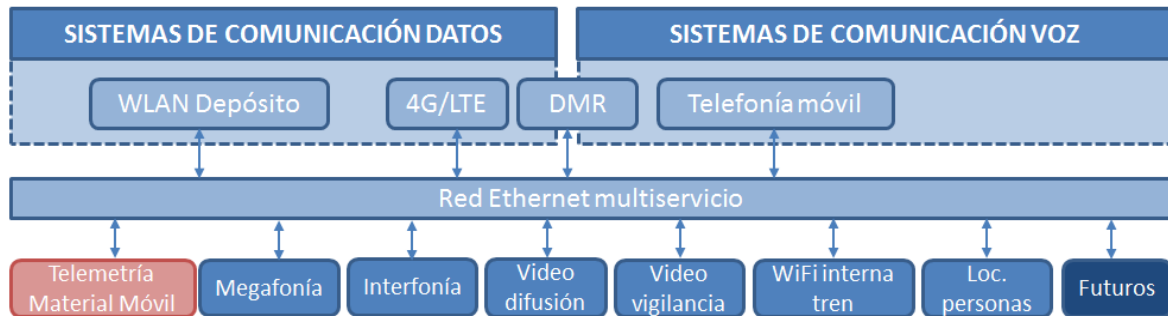 SISTEMAS DE COMUNICACIÓN DATOS
SISTEMAS DE COMUNICACIÓN VOZ
WLAN Depósito
4G/LTE
DMR
Telefonía móvil
Red Ethernet multiservicio
Telemetría
Material Móvil
Megafonía
Interfonía
Video
difusión
Video
vigilancia
WiFi interna
tren
Loc.
personas
Futuros